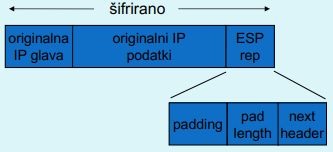 šifrirano
originalna
IP glava
originalni IP
podatki
ESP
rep
padding
pad
length
next
header